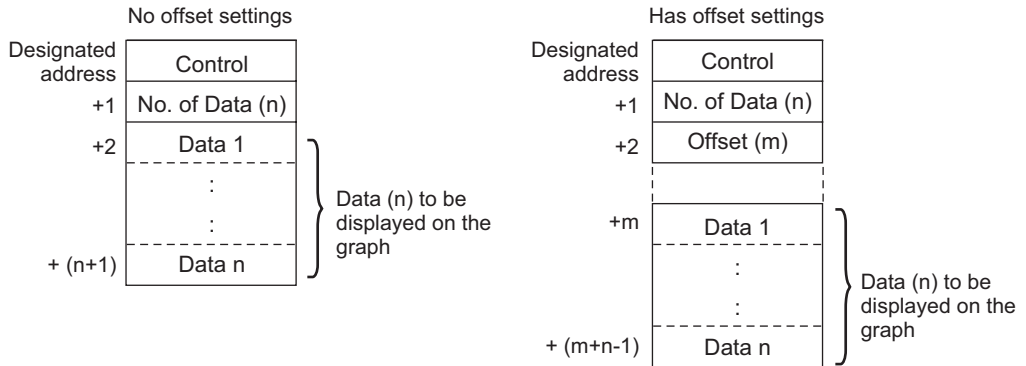 No offset settings
Designated
address
Control
+1
No. of Data (n)
+2
Data 1
:
:
Data (n) to be
displayed on the
graph
+ (n+1)
Data n
Has offset settings
Designated
address
Control
+1
No. of Data (n)
+2
Offset (m)
+m
Data 1
:
:
Data (n) to be
displayed on the
graph
+ (m+n-1)
Data n